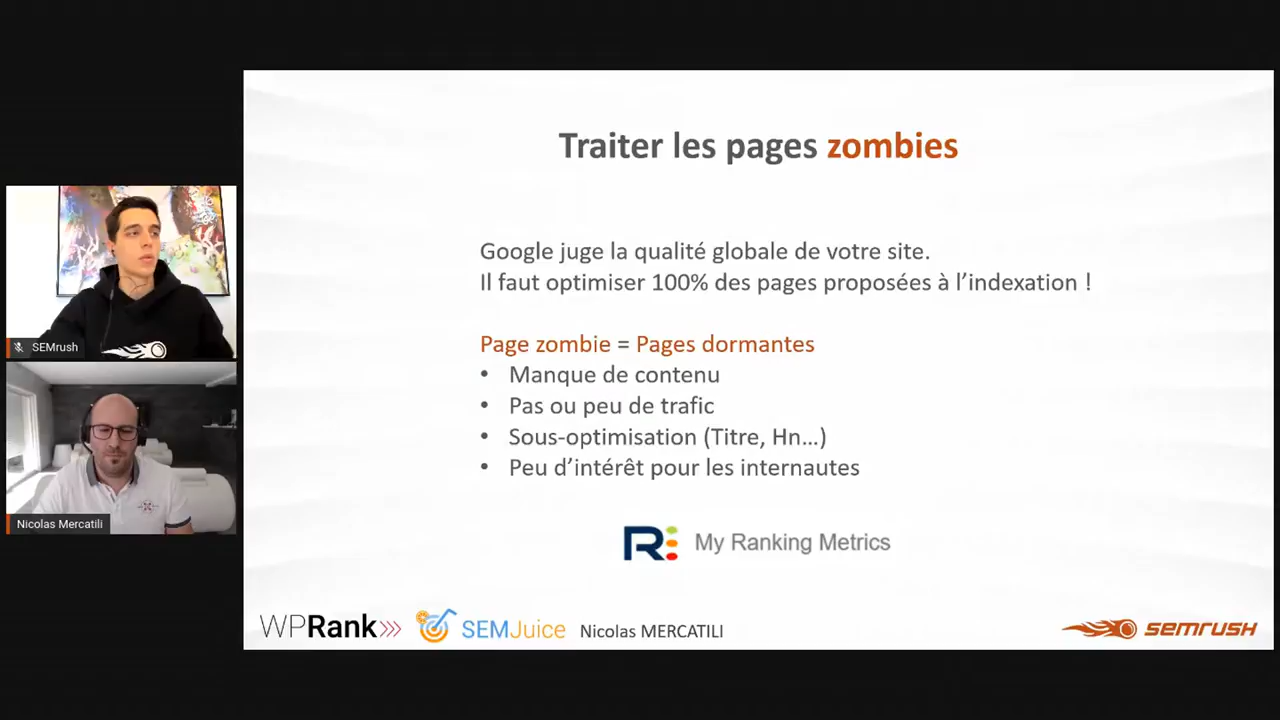 Traiter les pages zombies
Google juge la qualité globale de votre site.
Il faut optimiser 100% des pages proposées à l’indexation !
Page zombie = Pages dormantes
• Manque de contenu
• Pas ou peu de trafic
• Sous-optimisation (Titre, Hn…)
• Peu d’intérêt pour les internautes
My Ranking Metrics
WPRank
SEMJuice
Nicolas MERCATILI
semrush
SEMrush
Nicolas Mercatili